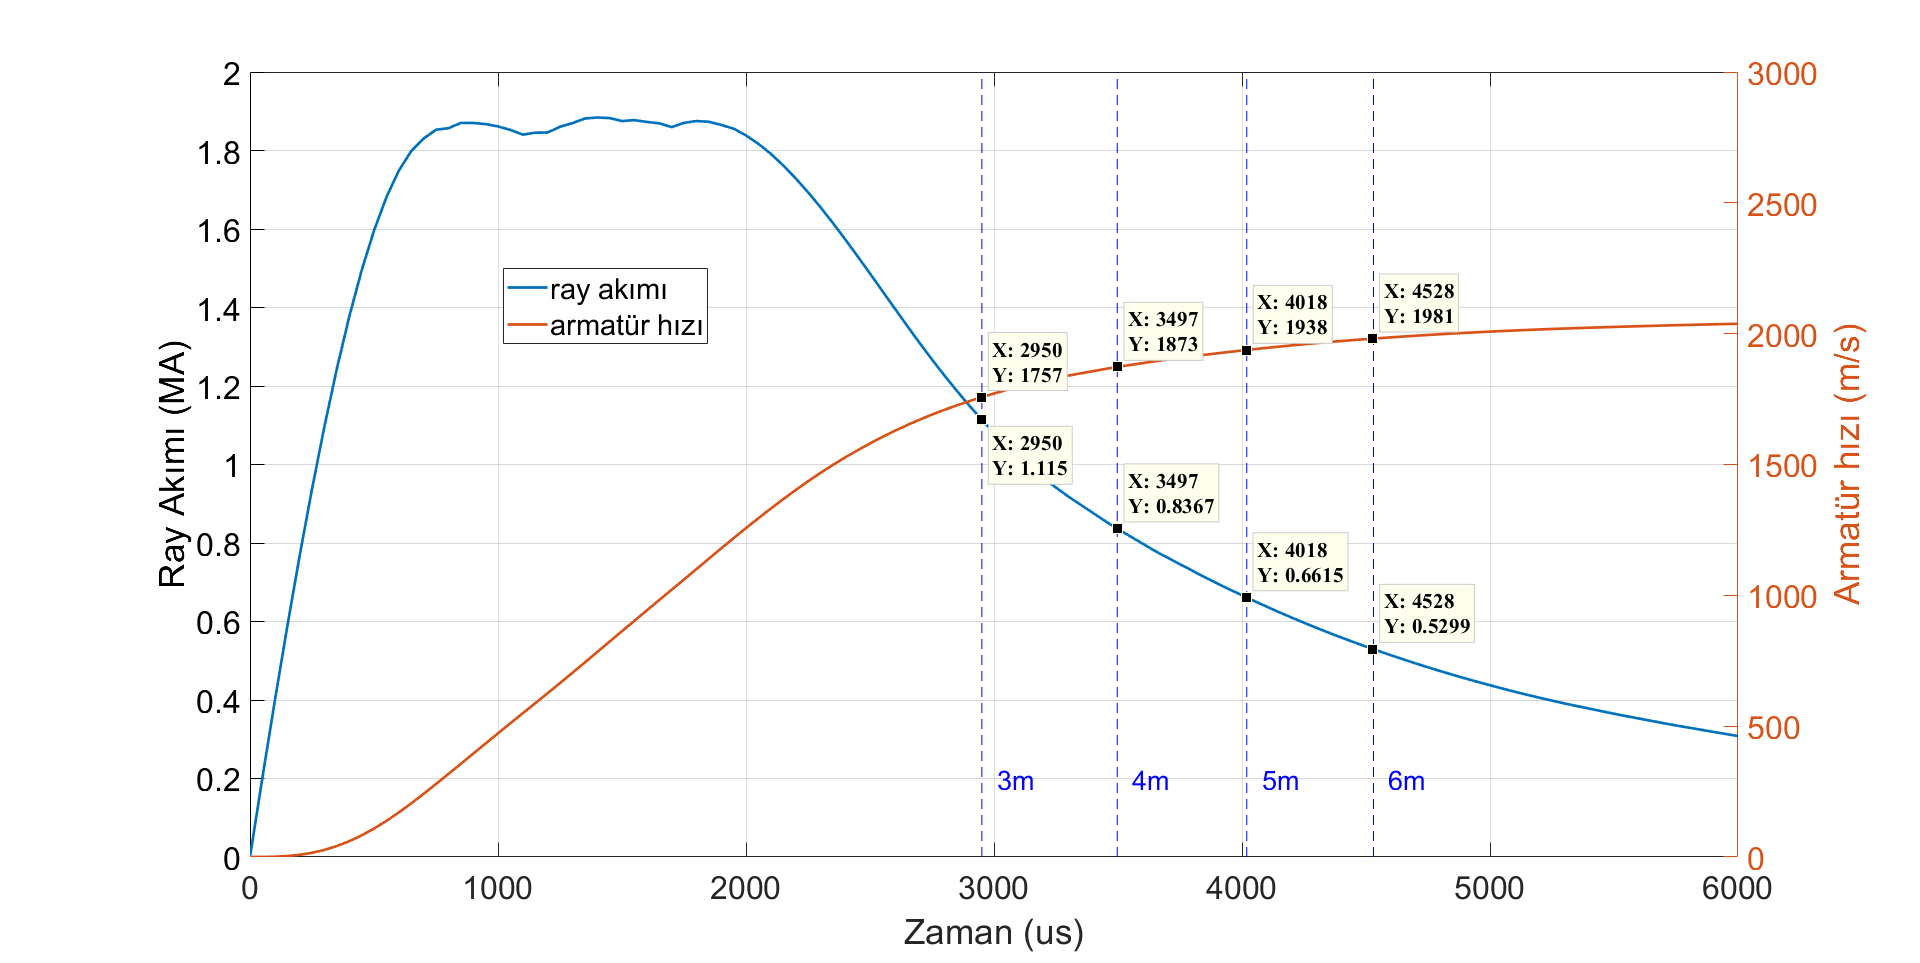 2
1.8
1.6
1.4
1.2
1
0.8
0.6
0.4
0.2
0
Ray Akımı (MA)
ray akımı
armatür hızı
X: 2950
Y: 1757
X: 3497
Y: 1873
X: 4018
Y: 1938
X: 4528
Y: 1981
X: 2950
Y: 1.115
X: 3497
Y: 0.8367
X: 4018
Y: 0.6615
X: 4528
Y: 0.5299
3m
4m
5m
6m
3000
2500
2000
1500
1000
500
0
Armatür hızı (m/s)
0 1000 2000 3000 4000 5000 6000
Zaman (us)